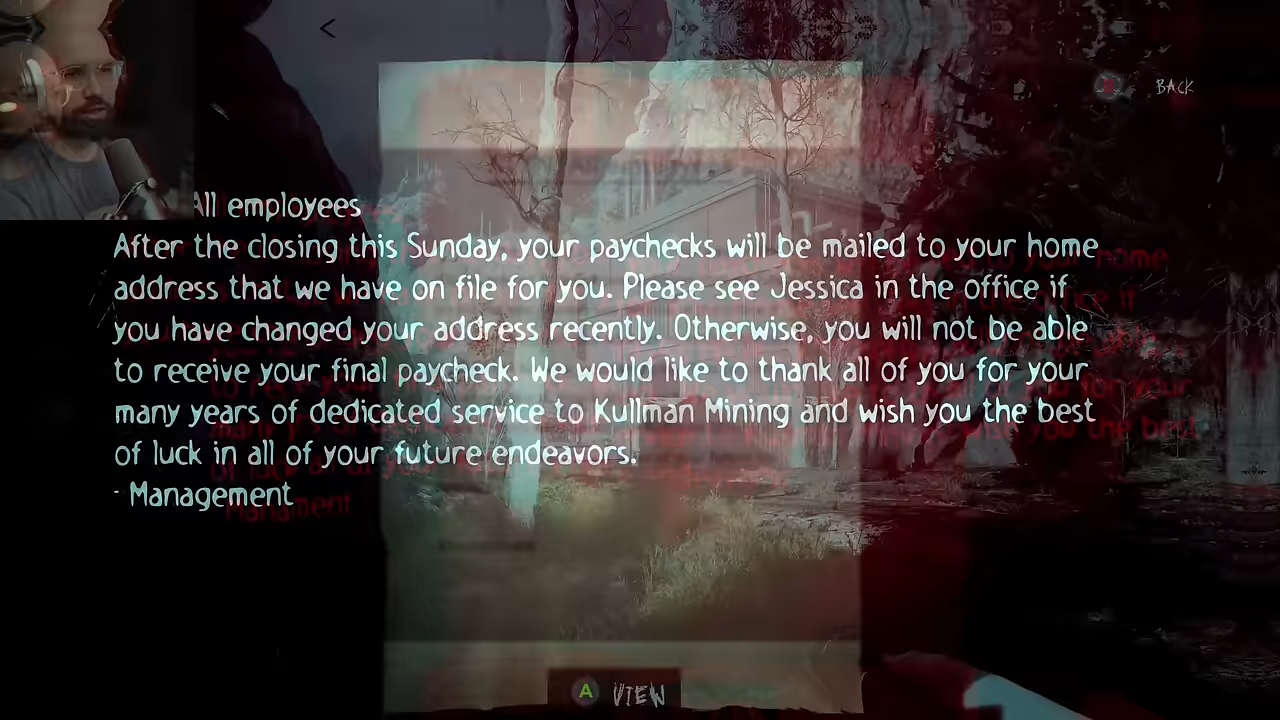 <
BACK
All employees
After the closing this Sunday, your paychecks will be mailed to your home
address that we have on file for you. Please see Jessica in the office if
you have changed your address recently. Otherwise, you will not be able
to receive your final paycheck. We would like to thank all of you for your
many years of dedicated service to Kullman Mining and wish you the best
of luck in all of your future endeavors.
- Management
A VIEW